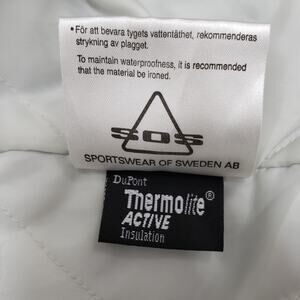 • För att bevara tygets vattentäthet, rekommenderas
strykning av plagget.
To maintain waterproofness, it is recommended
that the material be ironed.
SOS
SPORTSWEAR OF SWEDEN AB
DuPont
Thermolite®
ACTIVE
Insulation